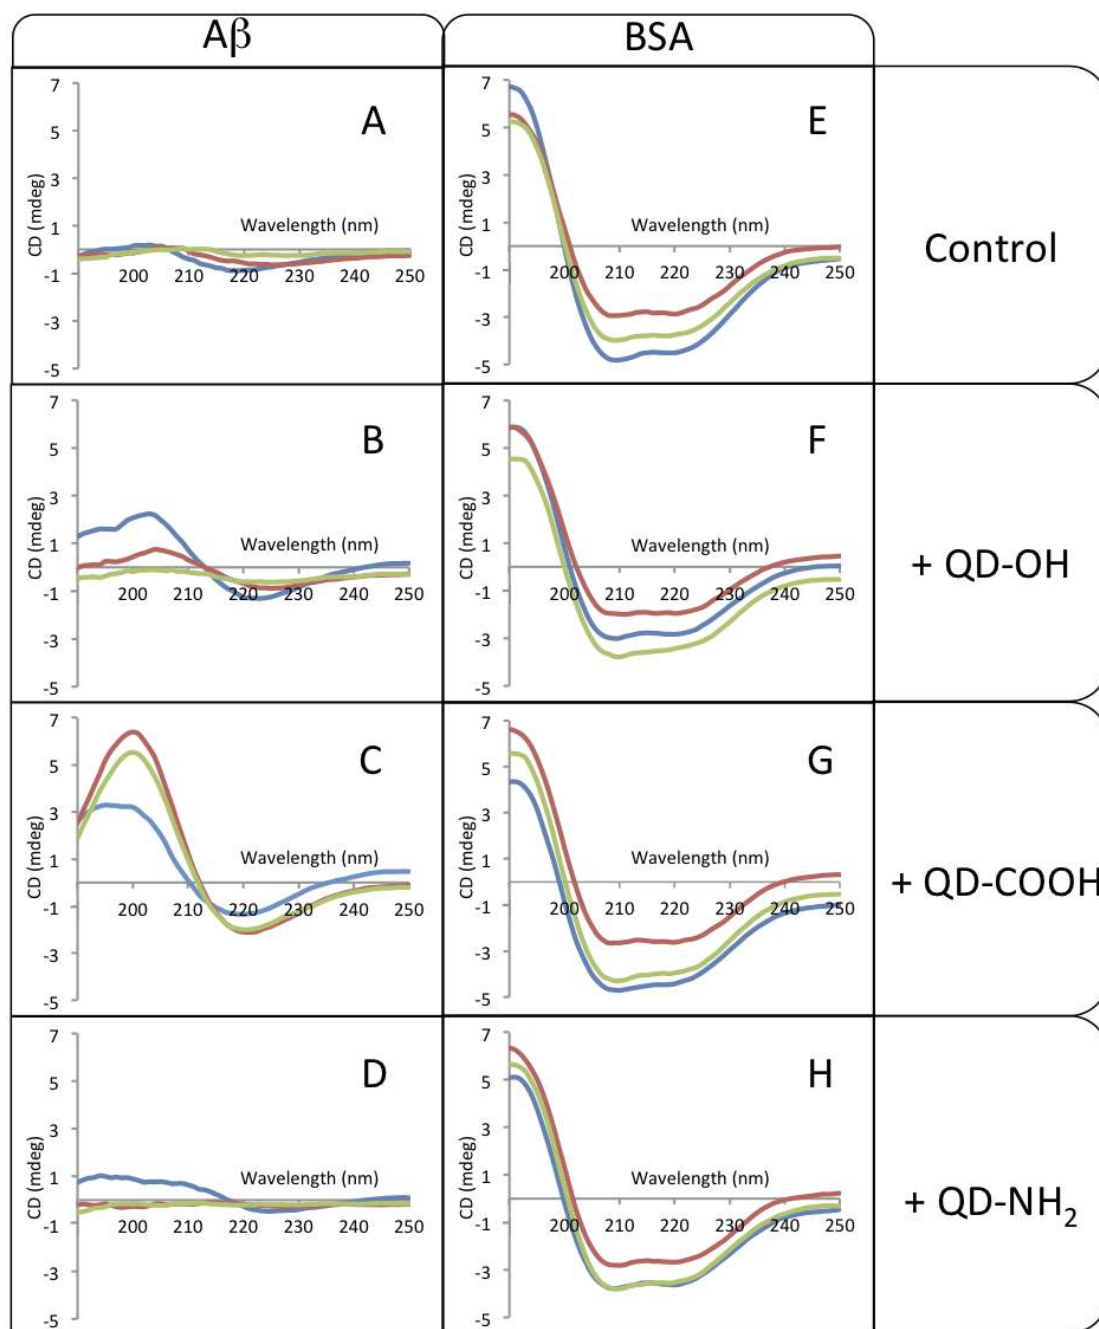 Aβ
BSA
7
5
3
1
-1
-3
-5
CD (mdeg)
Wavelength (nm)
200 210 220 230 240 250
A
7
5
3
1
-1
-3
-5
CD (mdeg)
Wavelength (nm)
200 210 220 230 240 250
E
Control
7
5
3
1
-1
-3
-5
CD (mdeg)
Wavelength (nm)
200 210 220 230 240 250
B
7
5
3
1
-1
-3
-5
CD (mdeg)
Wavelength (nm)
200 210 220 230 240 250
F
+ QD-OH
7
5
3
1
-1
-3
-5
CD (mdeg)
Wavelength (nm)
200 210 220 230 240 250
C
7
5
3
1
-1
-3
-5
CD (mdeg)
Wavelength (nm)
200 210 220 230 240 250
G
+ QD-COOH
7
5
3
1
-1
-3
-5
CD (mdeg)
Wavelength (nm)
200 210 220 230 240 250
D
7
5
3
1
-1
-3
-5
CD (mdeg)
Wavelength (nm)
200 210 220 230 240 250
H
+ QD-NH₂